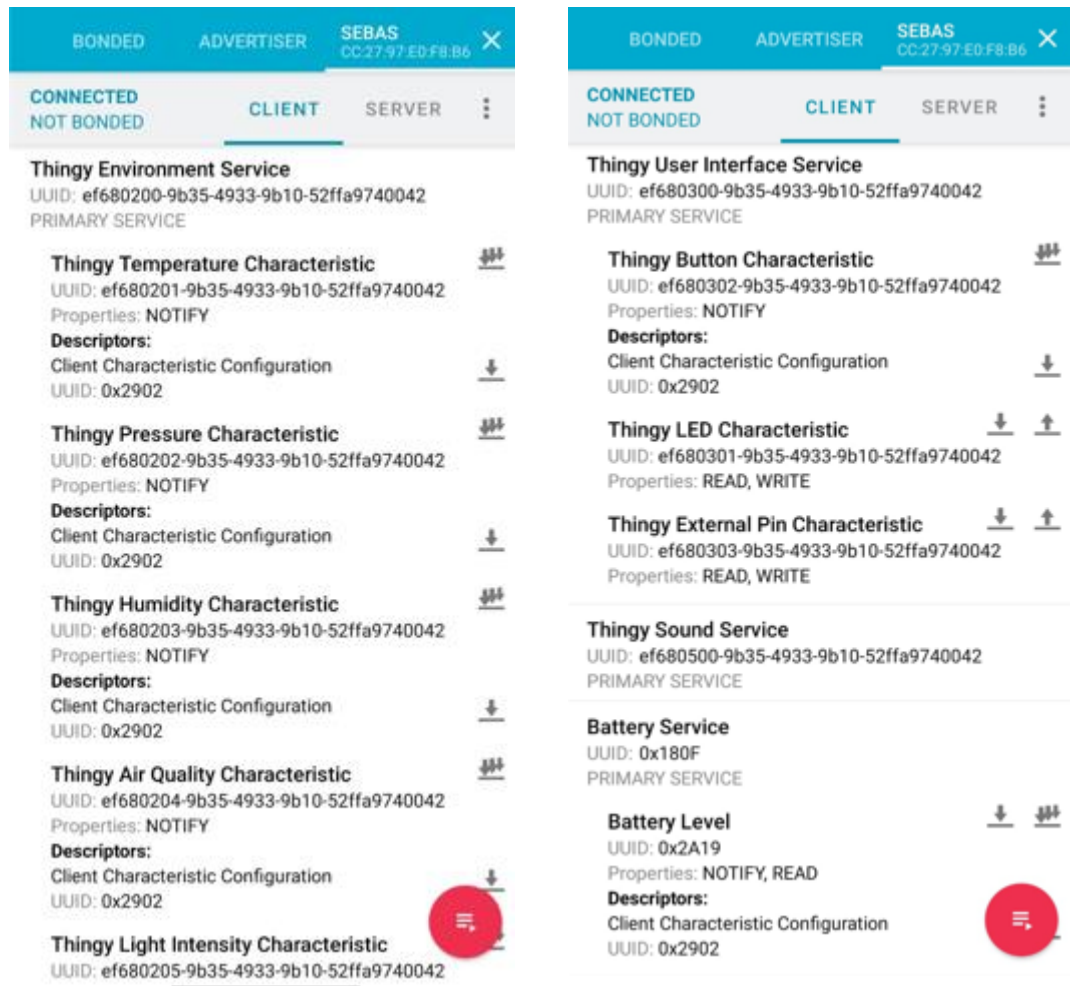 BONDED ADVERTISER SEBAS
CC:27:97:E0:F8:B6
CONNECTED
NOT BONDED
CLIENT SERVER
Thingy Environment Service
UUID: ef680200-9b35-4933-9b10-52ffa9740042
PRIMARY SERVICE
Thingy Temperature Characteristic
UUID: ef680201-9b35-4933-9b10-52ffa9740042
Properties: NOTIFY
Descriptors:
Client Characteristic Configuration
UUID: 0x2902
Thingy Pressure Characteristic
UUID: ef680202-9b35-4933-9b10-52ffa9740042
Properties: NOTIFY
Descriptors:
Client Characteristic Configuration
UUID: 0x2902
Thingy Humidity Characteristic
UUID: ef680203-9b35-4933-9b10-52ffa9740042
Properties: NOTIFY
Descriptors:
Client Characteristic Configuration
UUID: 0x2902
Thingy Air Quality Characteristic
UUID: ef680204-9b35-4933-9b10-52ffa9740042
Properties: NOTIFY
Descriptors:
Client Characteristic Configuration
UUID: 0x2902
Thingy Light Intensity Characteristic
UUID: ef680205-9b35-4933-9b10-52ffa9740042
BONDED ADVERTISER SEBAS
CC:27:97:E0:F8:B6
CONNECTED
NOT BONDED
CLIENT SERVER
Thingy User Interface Service
UUID: ef680300-9b35-4933-9b10-52ffa9740042
PRIMARY SERVICE
Thingy Button Characteristic
UUID: ef680302-9b35-4933-9b10-52ffa9740042
Properties: NOTIFY
Descriptors:
Client Characteristic Configuration
UUID: 0x2902
Thingy LED Characteristic
UUID: ef680301-9b35-4933-9b10-52ffa9740042
Properties: READ, WRITE
Thingy External Pin Characteristic
UUID: ef680303-9b35-4933-9b10-52ffa9740042
Properties: READ, WRITE
Thingy Sound Service
UUID: ef680500-9b35-4933-9b10-52ffa9740042
PRIMARY SERVICE
Battery Service
UUID: 0x180F
PRIMARY SERVICE
Battery Level
UUID: 0x2A19
Properties: NOTIFY, READ
Descriptors:
Client Characteristic Configuration
UUID: 0x2902